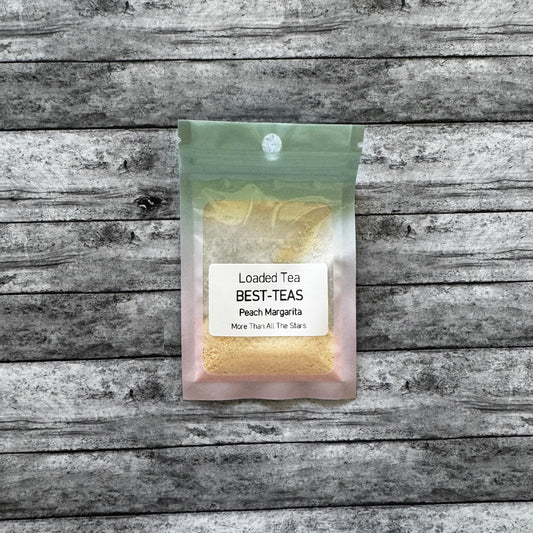 Loaded Tea
BEST-TEAS
Peach Margarita
More Than All The Stars